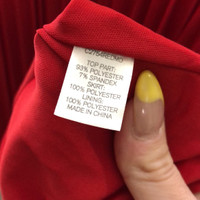 TOP PART:
93% POLYESTER
7% SPANDEX
SKIRT:
100% POLYESTER
LINING:
100% POLYESTER
MADE IN CHINA